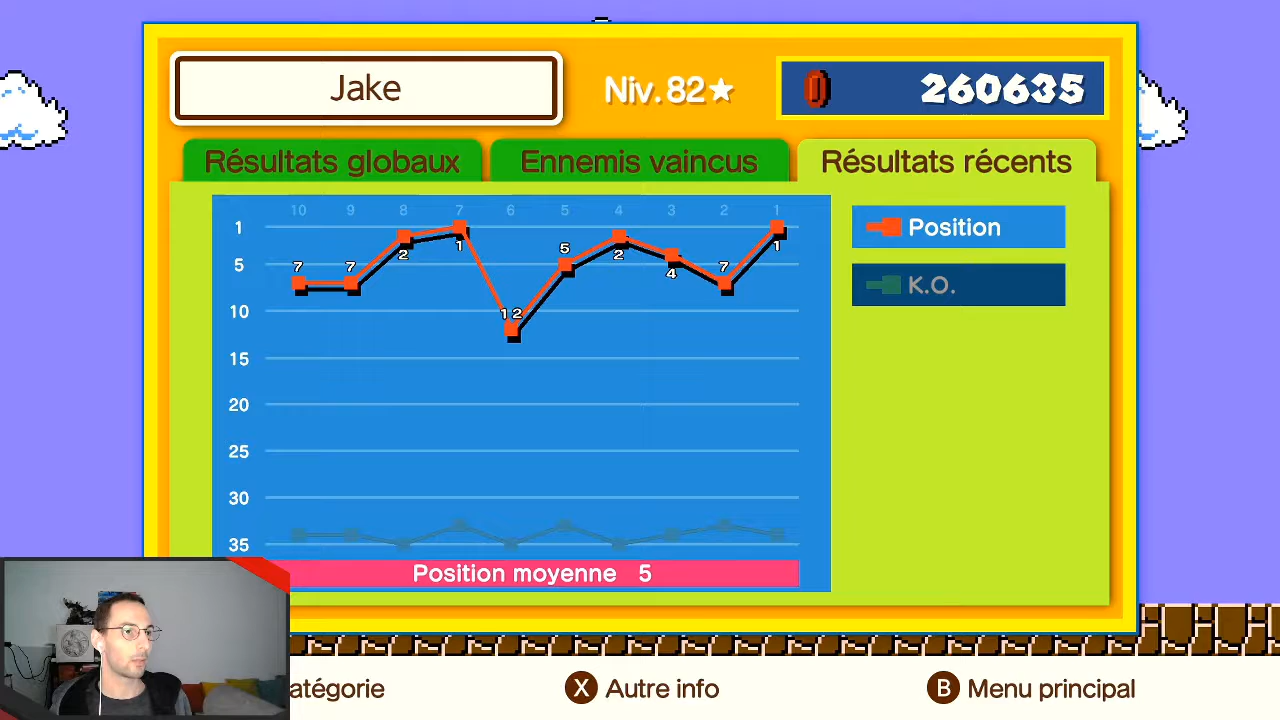 Jake
Niv. 82★
260635
Résultats globaux
Ennemis vaincus
Résultats récents
10 9 8 7 6 5 4 3 2 1
1
5
10
15
20
25
30
35
7 7 2 1 12 5 2 4 7 1
Position
K.O.
Position moyenne 5
atégorie
X Autre info
B Menu principal